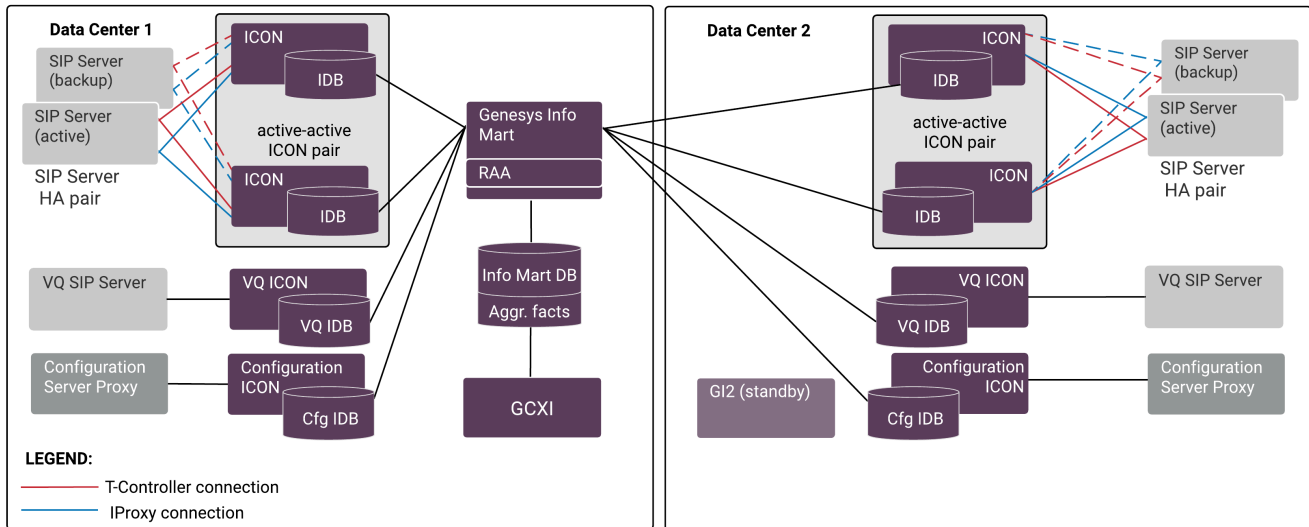 Data Center 1
SIP Server
(backup)
SIP Server
(active)
SIP Server
HA pair
ICON
IDB
active-active
ICON pair
ICON
IDB
VQ SIP Server
VQ ICON
VQ IDB
Configuration
Server Proxy
Configuration
ICON
Cfg IDB
Genesys Info
Mart
RAA
Info Mart DB
Aggr. facts
GCXI
LEGEND:
T-Controller connection
IProxy connection
Data Center 2
ICON
IDB
active-active
ICON pair
ICON
IDB
SIP Server
(backup)
SIP Server
(active)
SIP Server
HA pair
VQ ICON
VQ IDB
VQ SIP Server
GI2 (standby)
Configuration
ICON
Cfg IDB
Configuration
Server Proxy